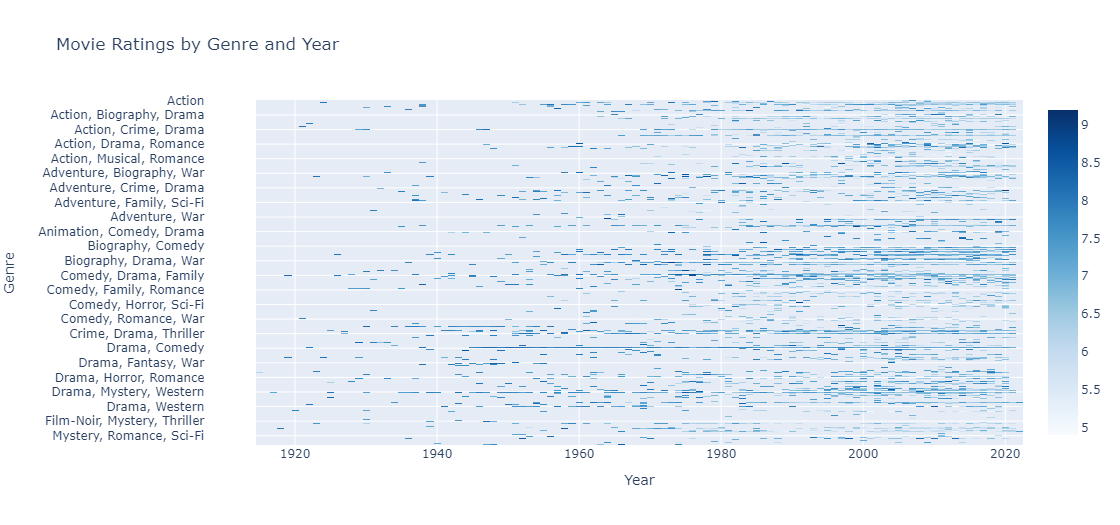 Movie Ratings by Genre and Year
Action
Action, Biography, Drama
Action, Crime, Drama
Action, Drama, Romance
Action, Musical, Romance
Adventure, Biography, War
Adventure, Crime, Drama
Adventure, Family, Sci-Fi
Adventure, War
Animation, Comedy, Drama
Biography, Comedy
Biography, Drama, War
Comedy, Drama, Family
Comedy, Family, Romance
Comedy, Horror, Sci-Fi
Comedy, Romance, War
Crime, Drama, Thriller
Drama, Comedy
Drama, Fantasy, War
Drama, Horror, Romance
Drama, Mystery, Western
Drama, Western
Film-Noir, Mystery, Thriller
Mystery, Romance, Sci-Fi
Genre
1920 1940 1960 1980 2000 2020
Year
9
8.5
8
7.5
7
6.5
6
5.5
5